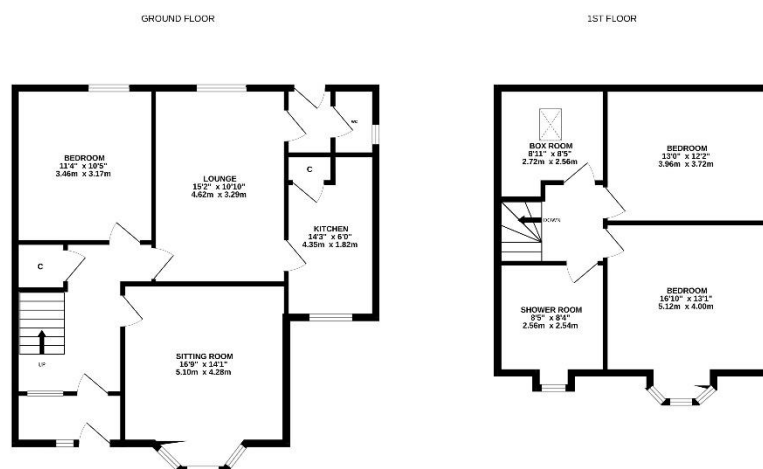 GROUND FLOOR
1ST FLOOR
BEDROOM
11'4" x 10'5"
3.46m x 3.17m
LOUNGE
15'2" x 10'10"
4.62m x 3.29m
WC
C
KITCHEN
14'3" x 6'0"
4.35m x 1.82m
C
UP
SITTING ROOM
16'9" x 14'1"
5.10m x 4.28m
BOX ROOM
8'11" x 8'5"
2.72m x 2.56m
BEDROOM
13'0" x 12'2"
3.96m x 3.72m
DOWN
SHOWER ROOM
8'5" x 8'4"
2.56m x 2.54m
BEDROOM
16'10" x 13'1"
5.12m x 4.00m